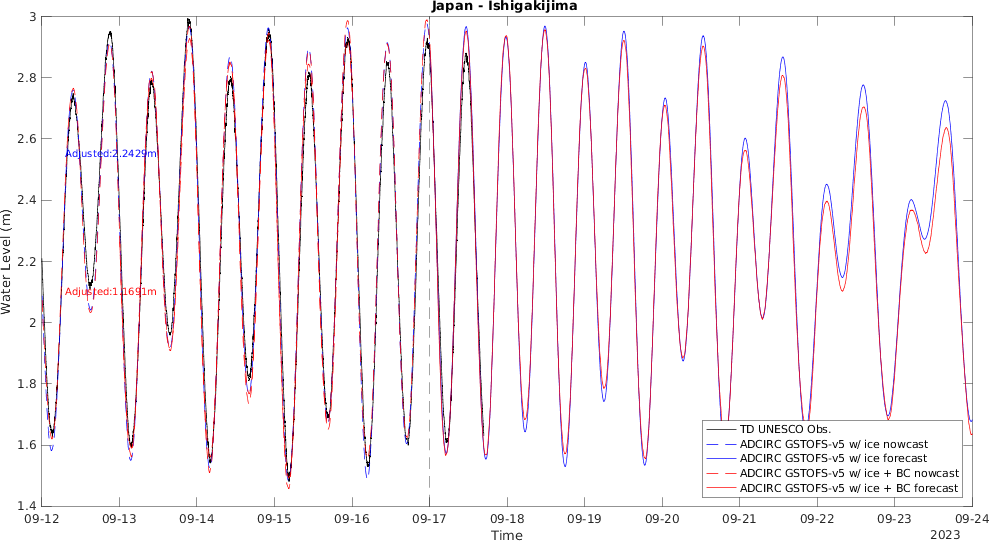 Japan - Ishigakijima
3
2.8
2.6
2.4
2.2
2
1.8
1.6
1.4
Water Level (m)
Adjusted:2.2429m
Adjusted:1.1691m
TD UNESCO Obs.
ADCIRC GSTOFS-v5 w/ ice nowcast
ADCIRC GSTOFS-v5 w/ ice forecast
ADCIRC GSTOFS-v5 w/ ice + BC nowcast
ADCIRC GSTOFS-v5 w/ ice + BC forecast
09-12 09-13 09-14 09-15 09-16 09-17 09-18 09-19 09-20 09-21 09-22 09-23 09-24
Time
2023